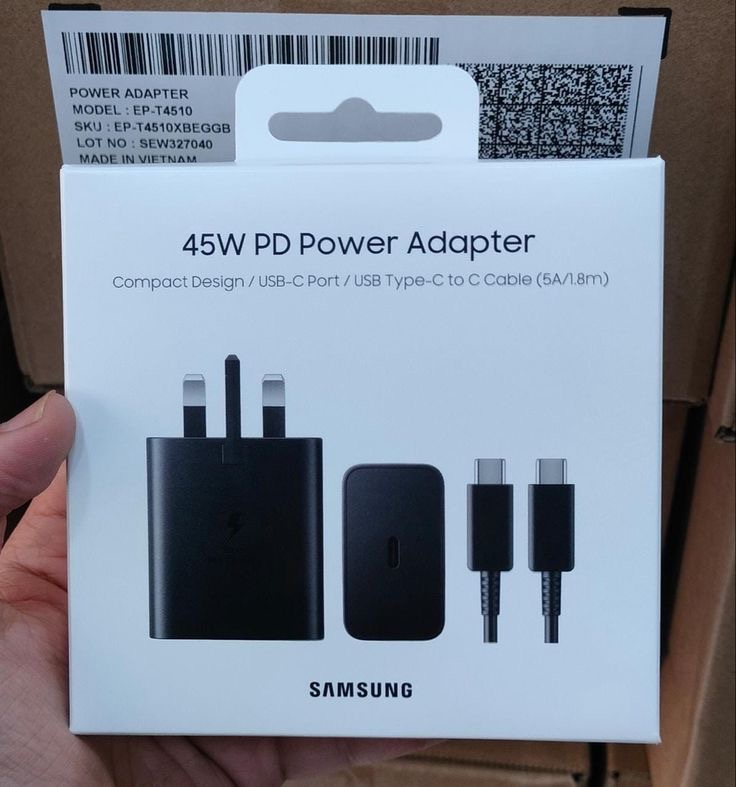 POWER ADAPTER
MODEL : EP-T4510
SKU : EP-T4510XBEGGB
LOT NO : SEW327040
MADE IN VIETNAM
45W PD Power Adapter
Compact Design / USB-C Port / USB Type-C to C Cable (5A/1.8m)
SAMSUNG